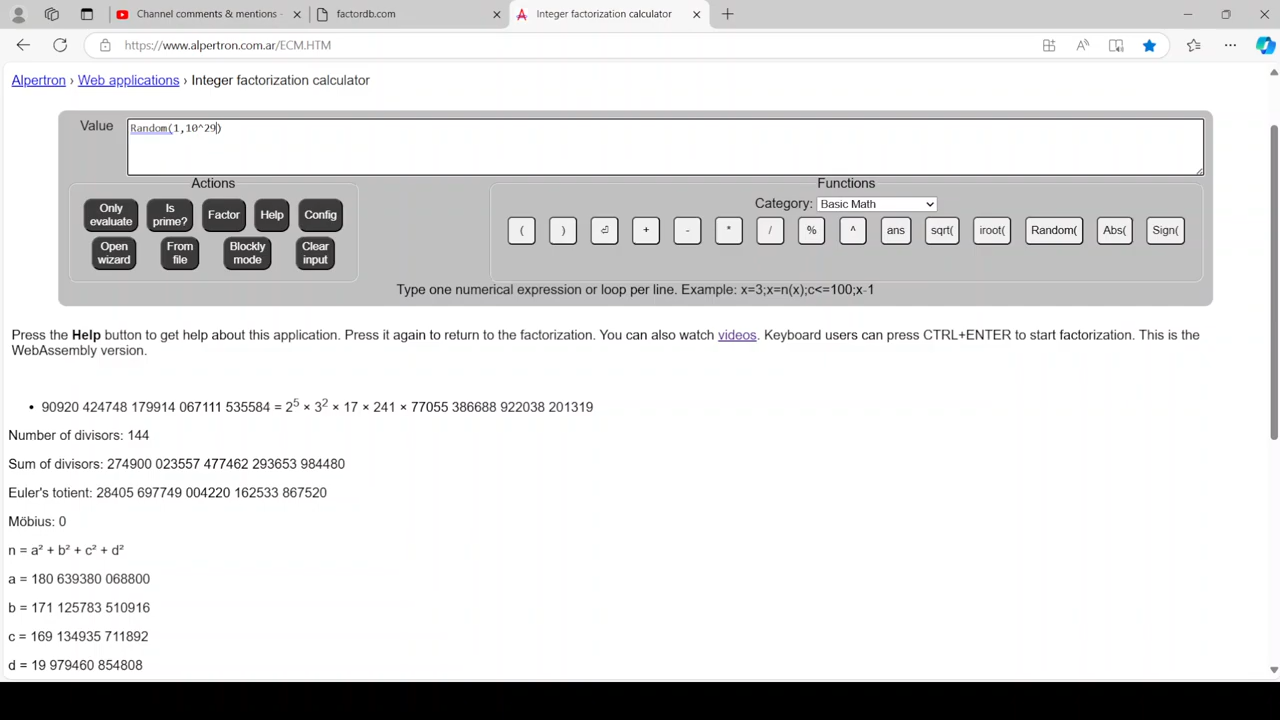 Channel comments & mentions -
factordb.com
Integer factorization calculator
https://www.alpertron.com.ar/ECM.HTM
Alpertron › Web applications › Integer factorization calculator
Value
Random(1,10^29)
Actions
Functions
Category: Basic Math
Only evaluate
Is prime?
Factor
Help
Config
( ) ⏎ + - * / % ^ ans sqrt( iroot( Random( Abs( Sign(
Open wizard
From file
Blockly mode
Clear input
Type one numerical expression or loop per line. Example: x=3;x=n(x);c<=100;x-1
Press the Help button to get help about this application. Press it again to return to the factorization. You can also watch videos. Keyboard users can press CTRL+ENTER to start factorization. This is the
WebAssembly version.
• 90920 424748 179914 067111 535584 = 2⁵ × 3² × 17 × 241 × 77055 386688 922038 201319
Number of divisors: 144
Sum of divisors: 274900 023557 477462 293653 984480
Euler's totient: 28405 697749 004220 162533 867520
Möbius: 0
n = a² + b² + c² + d²
a = 180 639380 068800
b = 171 125783 510916
c = 169 134935 711892
d = 19 979460 854808